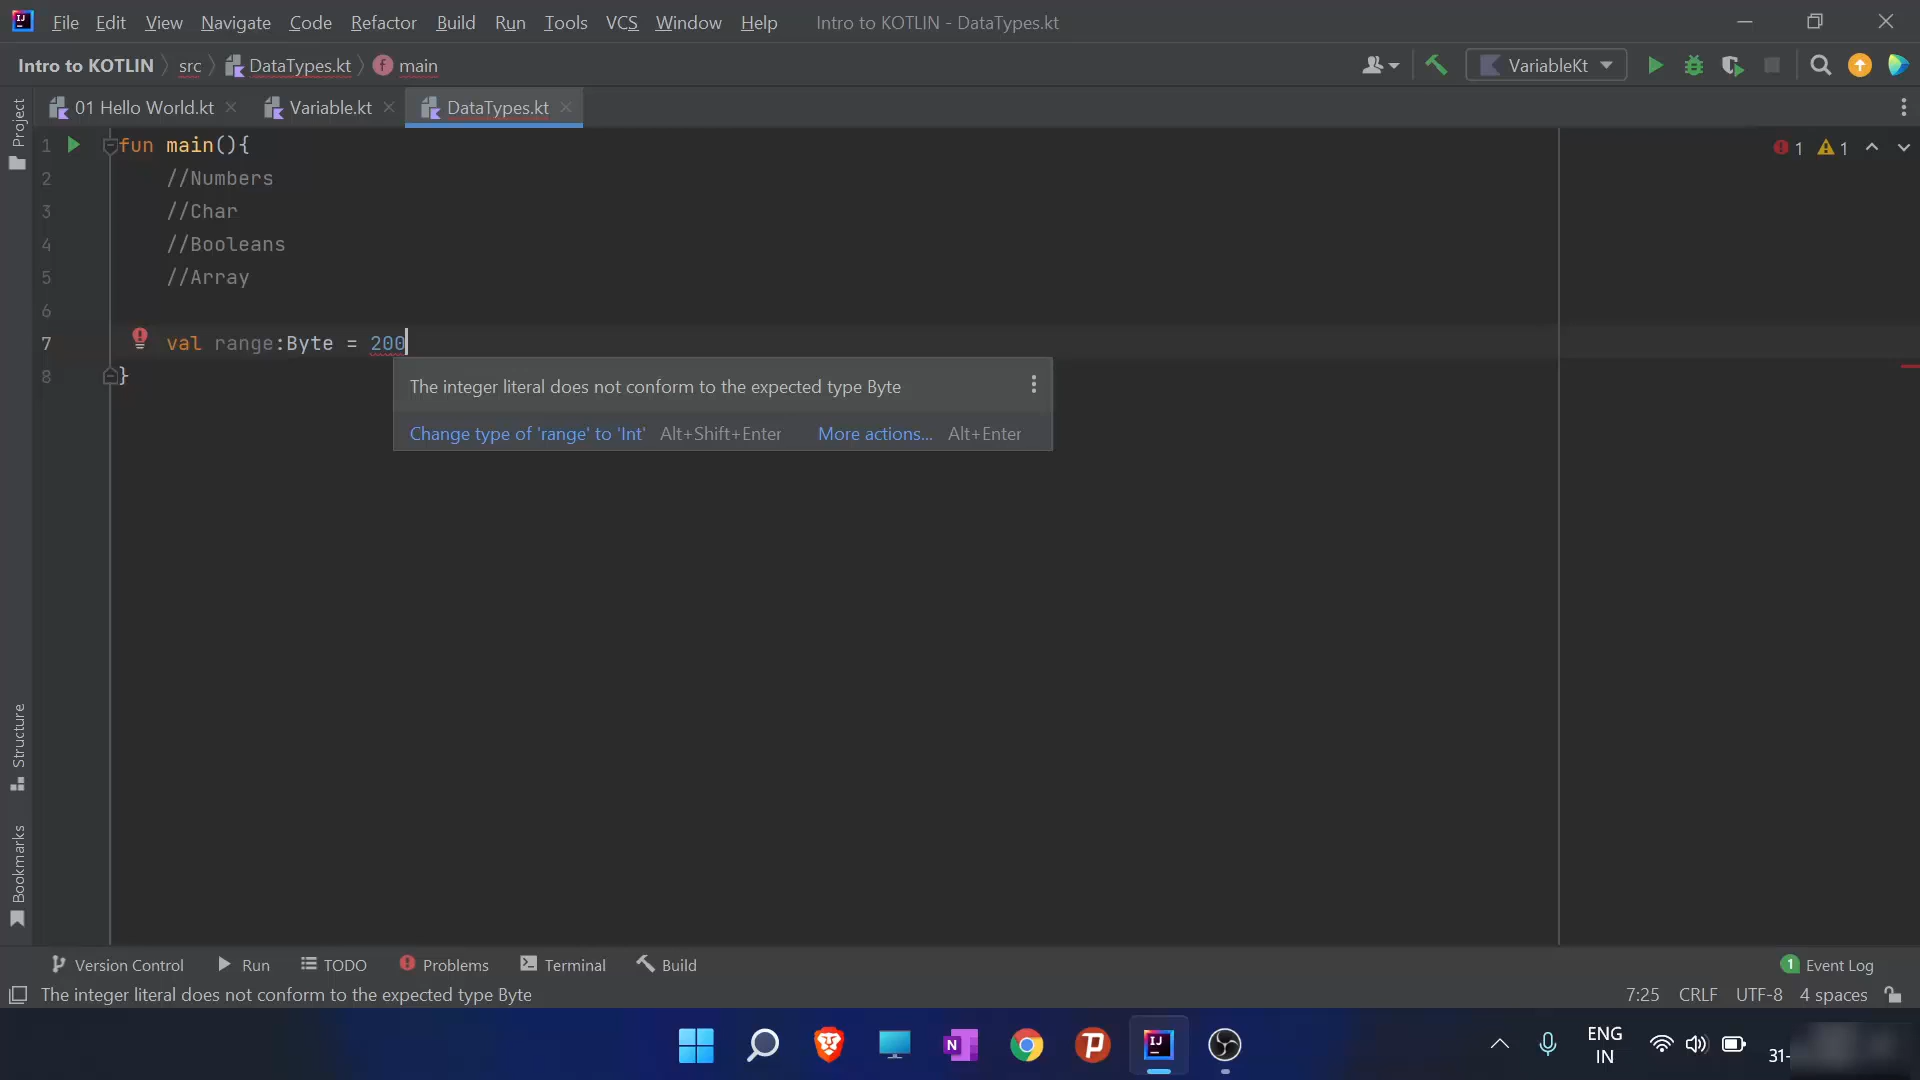 File Edit View Navigate Code Refactor Build Run Tools VCS Window Help Intro to KOTLIN - DataTypes.kt
Intro to KOTLIN src DataTypes.kt main VariableKt
01 Hello World.kt Variable.kt DataTypes.kt
Project
1 fun main(){ 1 1
2 //Numbers
3 //Char
4 //Booleans
5 //Array
6
7 val range:Byte = 200
8 }
The integer literal does not conform to the expected type Byte
Change type of 'range' to 'Int' Alt+Shift+Enter More actions... Alt+Enter
Structure
Bookmarks
Version Control Run TODO Problems Terminal Build 1 Event Log
The integer literal does not conform to the expected type Byte 7:25 CRLF UTF-8 4 spaces
ENG
IN
31-